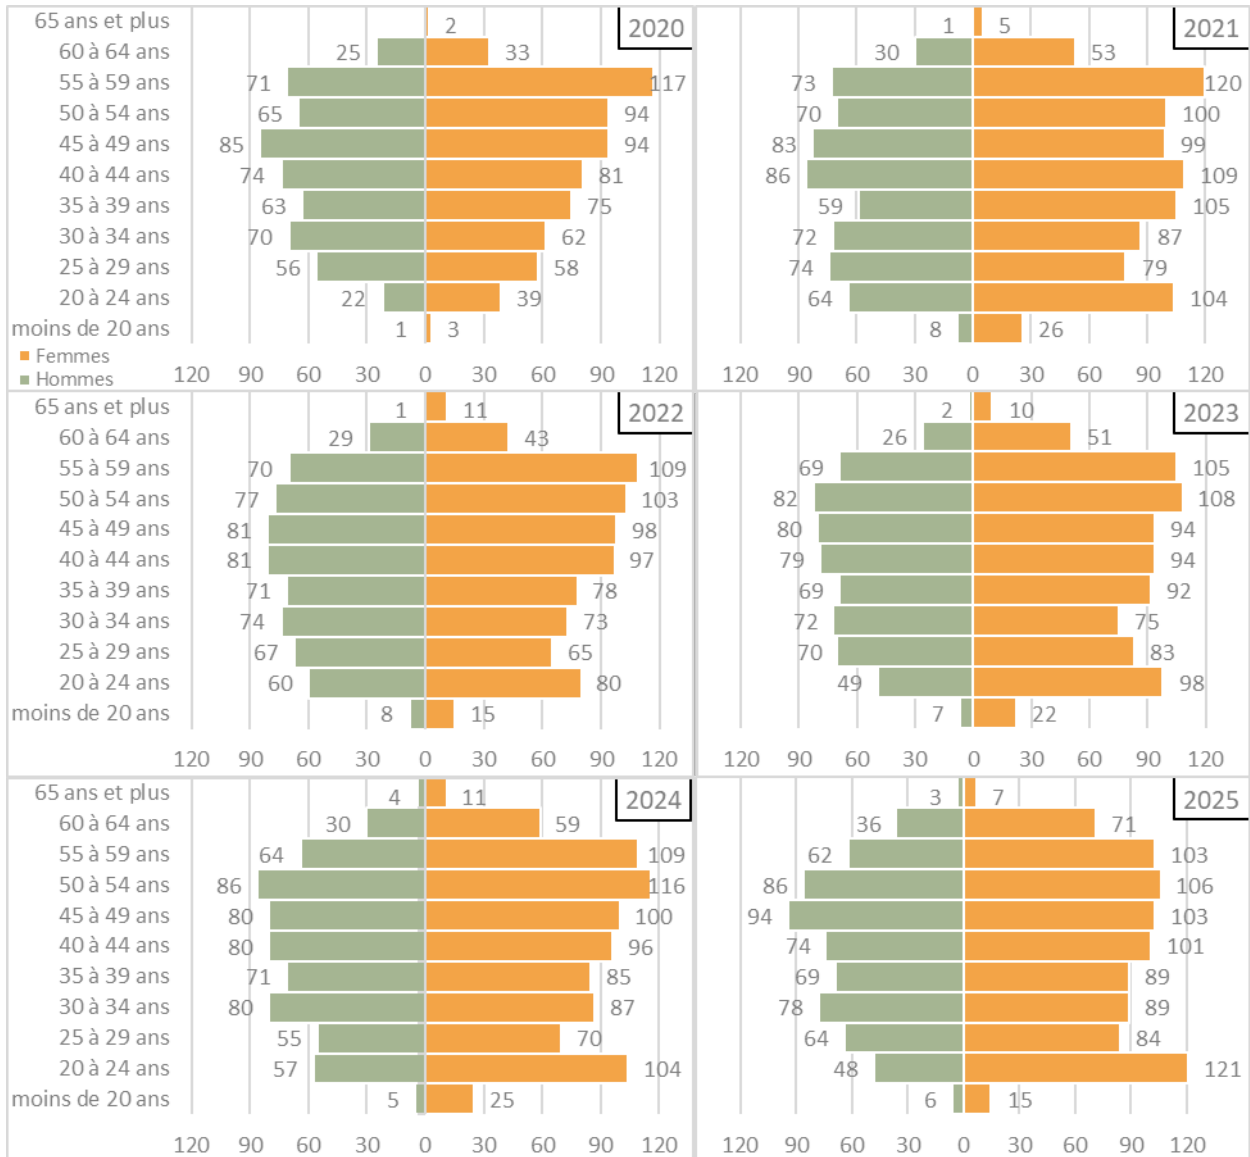 65 ans et plus 2 2020
60 à 64 ans 25 33
55 à 59 ans 71 117
50 à 54 ans 65 94
45 à 49 ans 85 94
40 à 44 ans 74 81
35 à 39 ans 63 75
30 à 34 ans 70 62
25 à 29 ans 56 58
20 à 24 ans 22 39
moins de 20 ans 1 3
Femmes
Hommes
120 90 60 30 0 30 60 90 120
1 5 2021
30 53
73 120
70 100
83 99
86 109
59 105
72 87
74 79
64 104
8 26
120 90 60 30 0 30 60 90 120
65 ans et plus 1 11 2022
60 à 64 ans 29 43
55 à 59 ans 70 109
50 à 54 ans 77 103
45 à 49 ans 81 98
40 à 44 ans 81 97
35 à 39 ans 71 78
30 à 34 ans 74 73
25 à 29 ans 67 65
20 à 24 ans 60 80
moins de 20 ans 8 15
120 90 60 30 0 30 60 90 120
2 10 2023
26 51
69 105
82 108
80 94
79 94
69 92
72 75
70 83
49 98
7 22
120 90 60 30 0 30 60 90 120
65 ans et plus 4 11 2024
60 à 64 ans 30 59
55 à 59 ans 64 109
50 à 54 ans 86 116
45 à 49 ans 80 100
40 à 44 ans 80 96
35 à 39 ans 71 85
30 à 34 ans 80 87
25 à 29 ans 55 70
20 à 24 ans 57 104
moins de 20 ans 5 25
120 90 60 30 0 30 60 90 120
3 7 2025
36 71
62 103
86 106
94 103
74 101
69 89
78 89
64 84
48 121
6 15
120 90 60 30 0 30 60 90 120